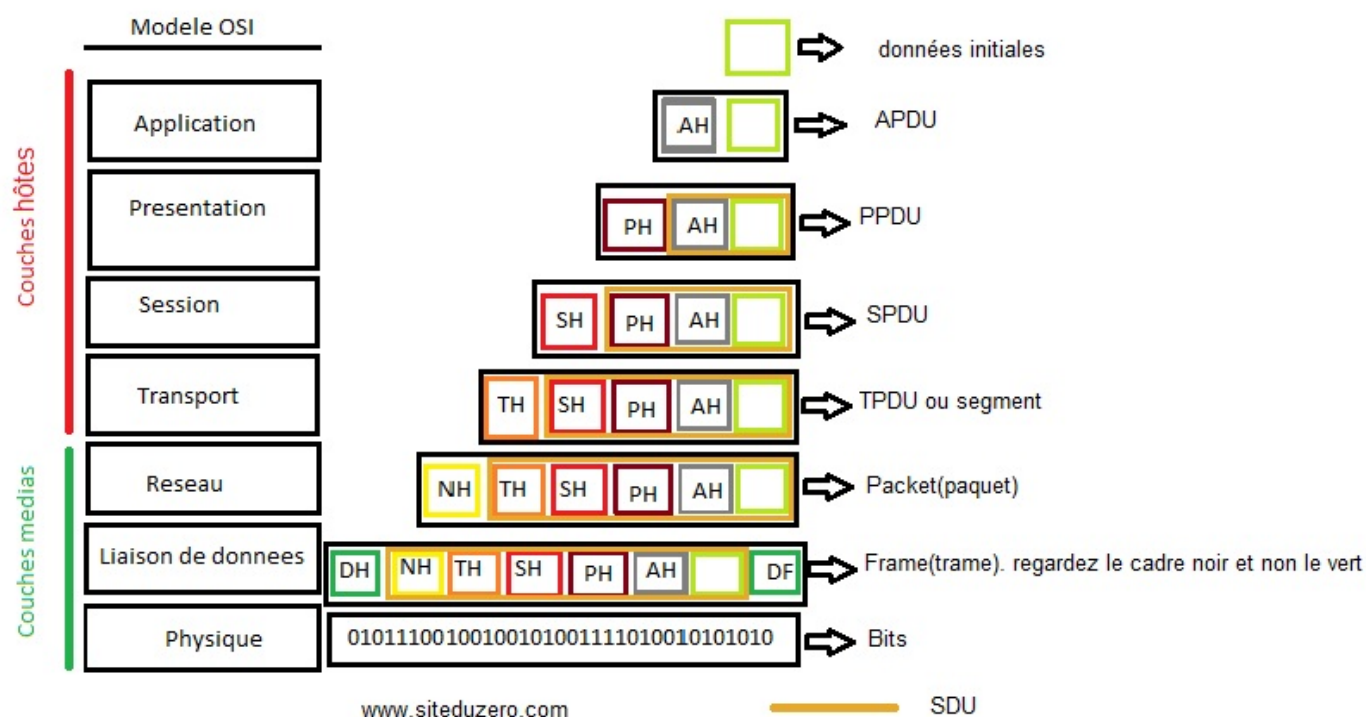 Modele OSI
données initiales
Couches hôtes
Application
AH
APDU
Presentation
PH AH
PPDU
Session
SH PH AH
SPDU
Transport
TH SH PH AH
TPDU ou segment
Couches medias
Reseau
NH TH SH PH AH
Packet(paquet)
Liaison de donnees
DH NH TH SH PH AH DF
Frame(trame). regardez le cadre noir et non le vert
Physique
0101110010010010100111101001010101010
Bits
www.siteduzero.com
SDU